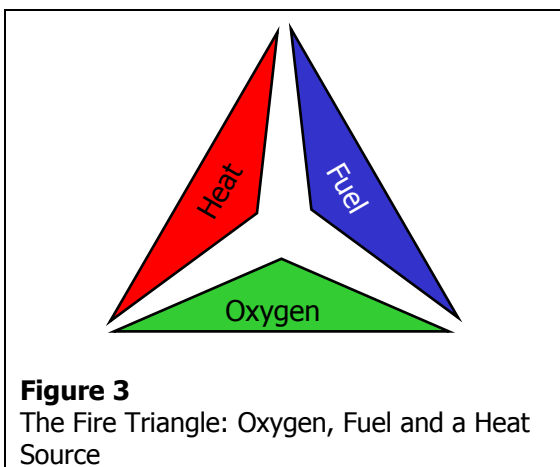 Heat
Fuel
Oxygen
Figure 3
The Fire Triangle: Oxygen, Fuel and a Heat
Source